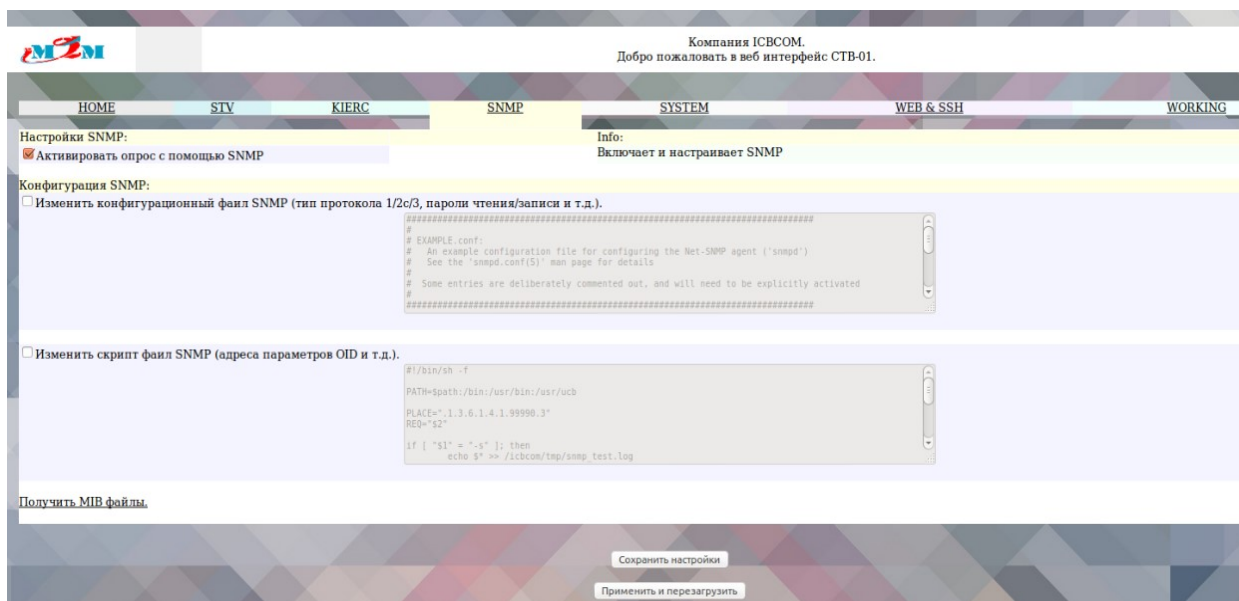 eM2M
Компания ICBCOM.
Добро пожаловать в веб интерфейс СТВ-01.
HOME STV KIERC SNMP SYSTEM WEB & SSH WORKING
Настройки SNMP: Info:
Активировать опрос с помощью SNMP Включает и настраивает SNMP
Конфигурация SNMP:
Изменить конфигурационный фаил SNMP (тип протокола 1/2c/3, пароли чтения/записи и т.д.).
###############################################################################
#
# EXAMPLE.conf:
#   An example configuration file for configuring the Net-SNMP agent ('snmpd')
#   See the 'snmpd.conf(5)' man page for details
#
#  Some entries are deliberately commented out, and will need to be explicitly activated
#
###############################################################################
Изменить скрипт фаил SNMP (адреса параметров OID и т.д.).
#!/bin/sh -f
PATH=$path:/bin:/usr/bin:/usr/ucb
PLACE=".1.3.6.1.4.1.99990.3"
REQ="$2"
if [ "$1" = "-s" ]; then
echo $* >> /icbcom/tmp/snmp_test.log
Получить MIB файлы.
Сохранить настройки
Применить и перезагрузить